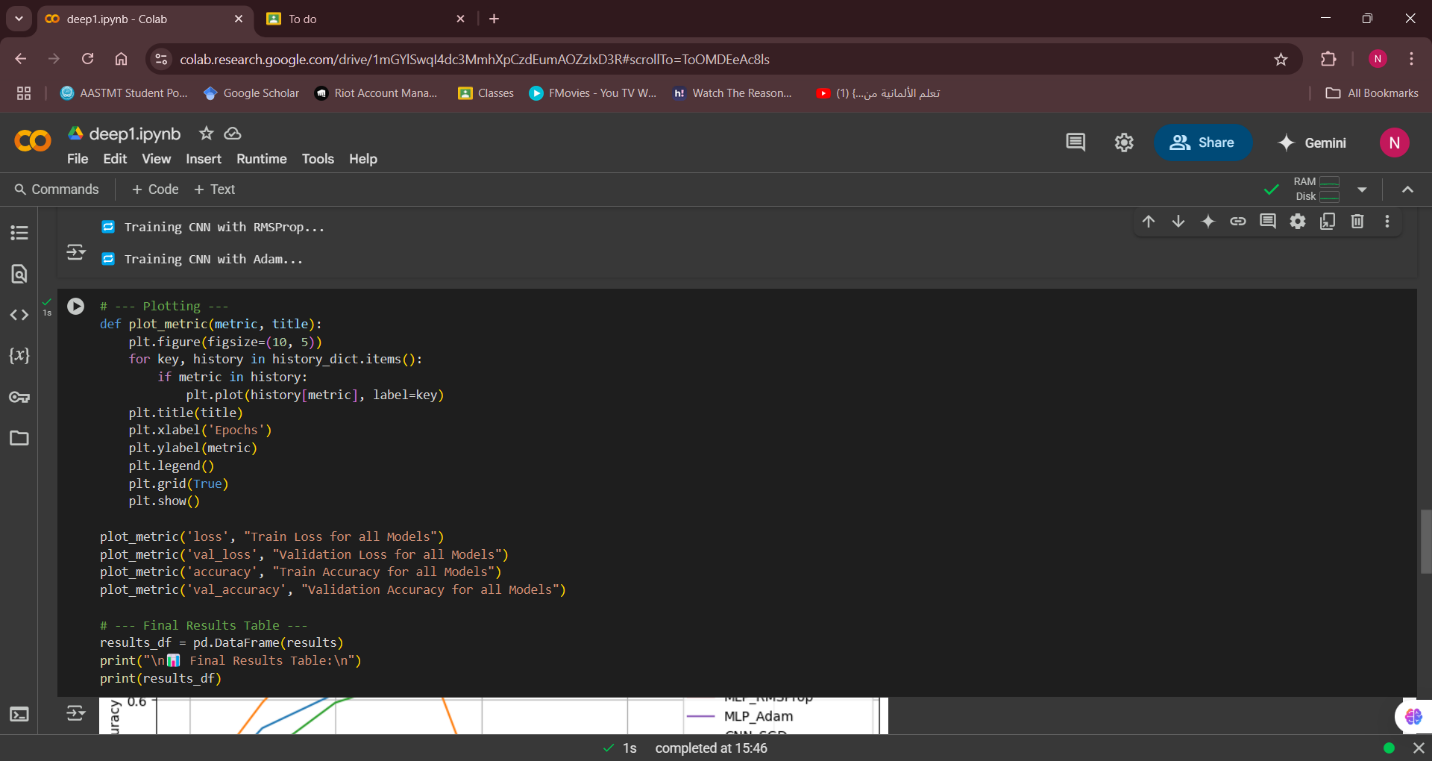 deep1.ipynb - Colab
To do
colab.research.google.com/drive/1mGYlSwqI4dc3MmhXpCzdEumAOZzIxD3R#scrollTo=ToOMDEeAc8ls
N
AASTMT Student Po...
Google Scholar
Riot Account Mana...
Classes
FMovies - You TV W...
h! Watch The Reason...
(1) تعلم الألمانية من...{
All Bookmarks
deep1.ipynb
File Edit View Insert Runtime Tools Help
Share
Gemini
N
Commands + Code + Text
RAM
Disk
Training CNN with RMSProp...
Training CNN with Adam...
1s
# --- Plotting ---
def plot_metric(metric, title):
    plt.figure(figsize=(10, 5))
    for key, history in history_dict.items():
        if metric in history:
            plt.plot(history[metric], label=key)
    plt.title(title)
    plt.xlabel('Epochs')
    plt.ylabel(metric)
    plt.legend()
    plt.grid(True)
    plt.show()
plot_metric('loss', "Train Loss for all Models")
plot_metric('val_loss', "Validation Loss for all Models")
plot_metric('accuracy', "Train Accuracy for all Models")
plot_metric('val_accuracy', "Validation Accuracy for all Models")
# --- Final Results Table ---
results_df = pd.DataFrame(results)
print("\n📊 Final Results Table:\n")
print(results_df)
0.6
MLP_RMSProp
MLP_Adam
CNN_SGD
1s completed at 15:46